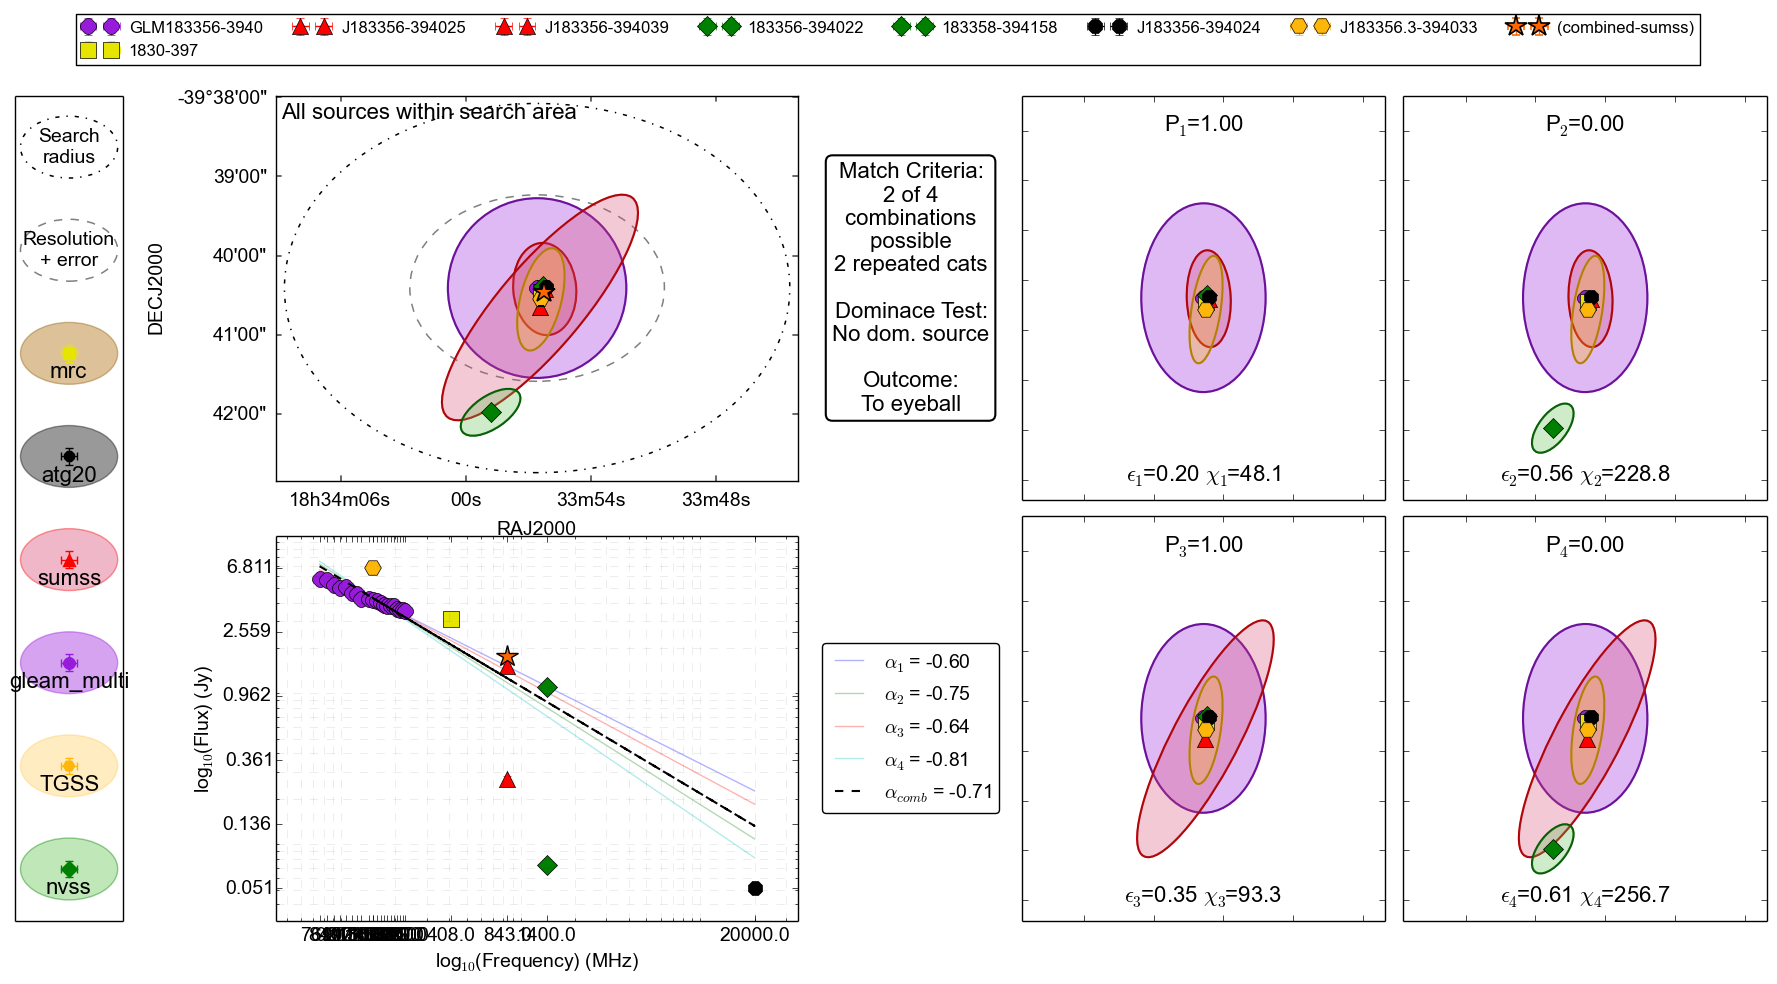 GLM183356-3940 J183356-394025 J183356-394039 183356-394022 183358-394158 J183356-394024 J183356.3-394033 (combined-sumss)
1830-397
Search
radius
Resolution
+ error
mrc
atg20
sumss
gleam_multi
TGSS
nvss
All sources within search area
-39°38'00"
39'00"
40'00"
41'00"
42'00"
DECJ2000
18h34m06s 00s 33m54s 33m48s
RAJ2000
Match Criteria:
2 of 4
combinations
possible
2 repeated cats
Dominace Test:
No dom. source
Outcome:
To eyeball
P1=1.00
ϵ1=0.20 χ1=48.1
P2=0.00
ϵ2=0.56 χ2=228.8
6.811
2.559
0.962
0.361
0.136
0.051
log10(Flux) (Jy)
408.0 843.0 1400.0 20000.0
log10(Frequency) (MHz)
α1 = -0.60
α2 = -0.75
α3 = -0.64
α4 = -0.81
αcomb = -0.71
P3=1.00
ϵ3=0.35 χ3=93.3
P4=0.00
ϵ4=0.61 χ4=256.7